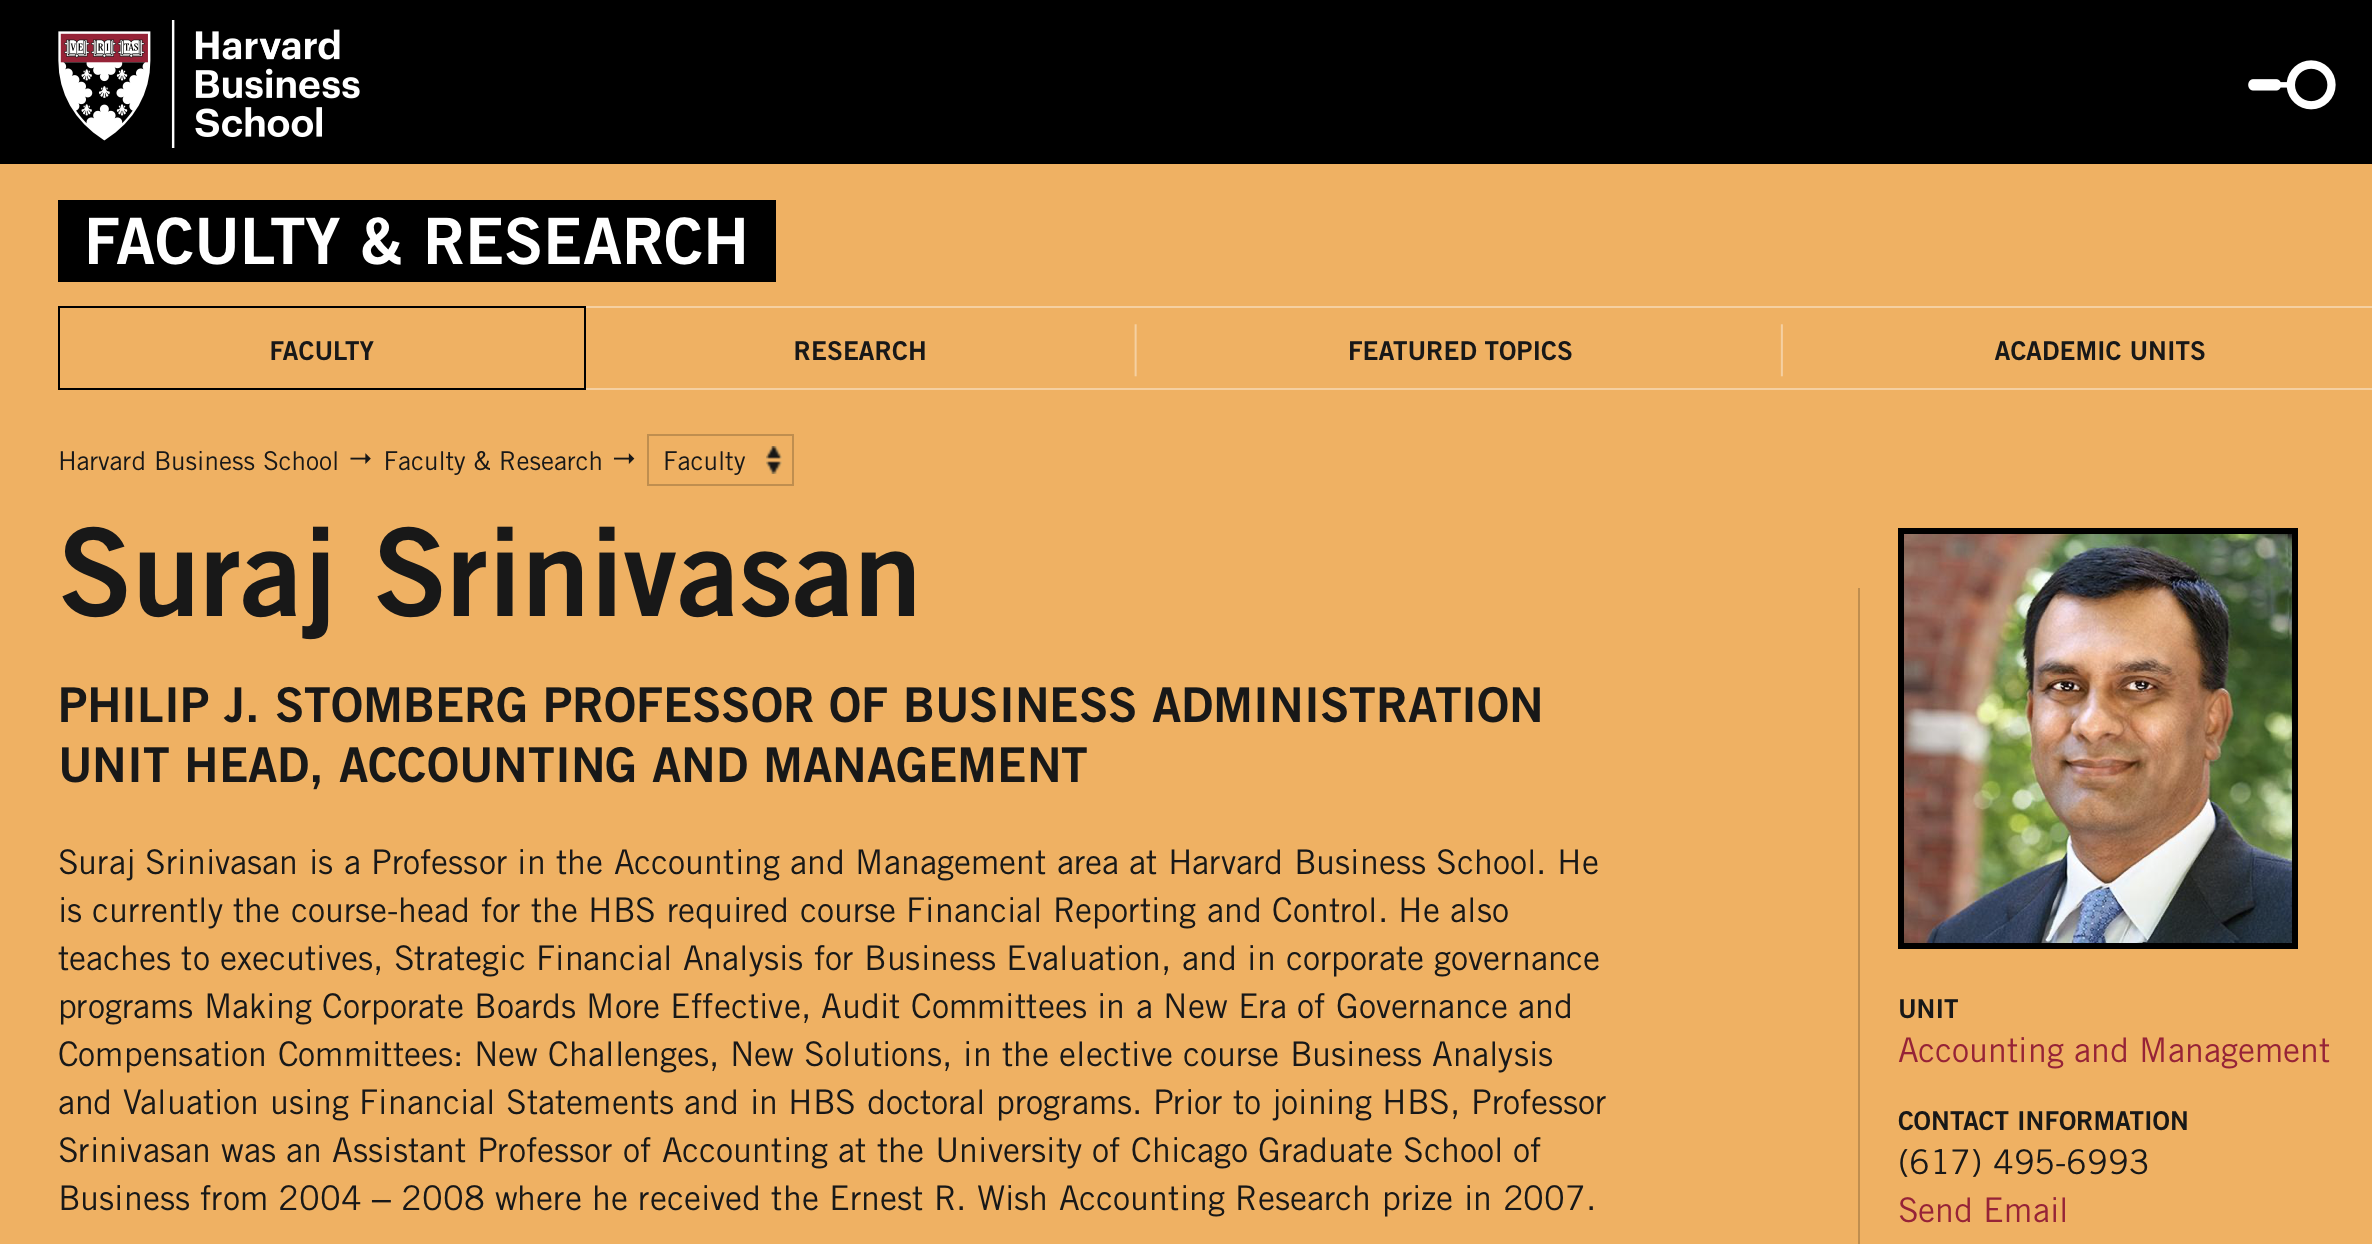 VE RI TAS
Harvard
Business
School
FACULTY & RESEARCH
FACULTY
RESEARCH
FEATURED TOPICS
ACADEMIC UNITS
Harvard Business School → Faculty & Research → Faculty
Suraj Srinivasan
PHILIP J. STOMBERG PROFESSOR OF BUSINESS ADMINISTRATION
UNIT HEAD, ACCOUNTING AND MANAGEMENT
Suraj Srinivasan is a Professor in the Accounting and Management area at Harvard Business School. He
is currently the course-head for the HBS required course Financial Reporting and Control. He also
teaches to executives, Strategic Financial Analysis for Business Evaluation, and in corporate governance
programs Making Corporate Boards More Effective, Audit Committees in a New Era of Governance and
Compensation Committees: New Challenges, New Solutions, in the elective course Business Analysis
and Valuation using Financial Statements and in HBS doctoral programs. Prior to joining HBS, Professor
Srinivasan was an Assistant Professor of Accounting at the University of Chicago Graduate School of
Business from 2004 – 2008 where he received the Ernest R. Wish Accounting Research prize in 2007.
UNIT
Accounting and Management
CONTACT INFORMATION
(617) 495-6993
Send Email